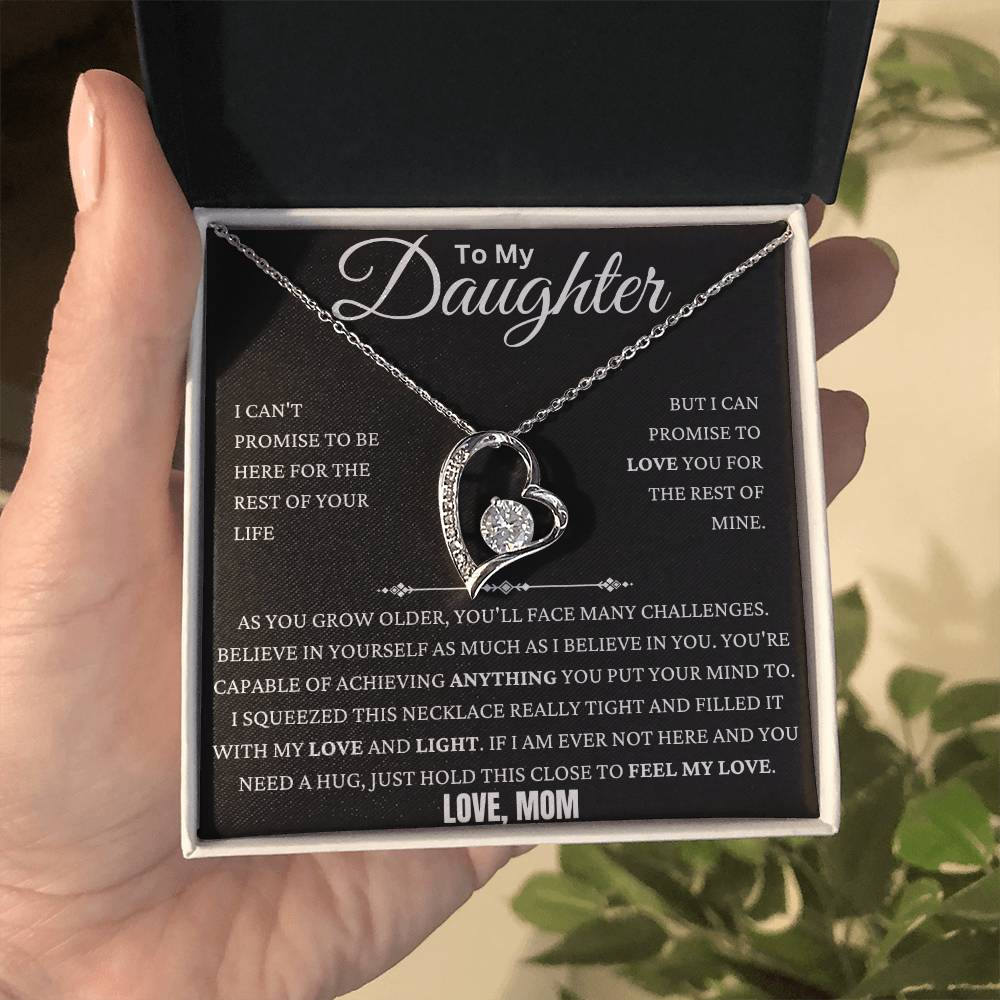 To My
Daughter
I CAN'T
PROMISE TO BE
HERE FOR THE
REST OF YOUR
LIFE
BUT I CAN
PROMISE TO
LOVE YOU FOR
THE REST OF
MINE.
AS YOU GROW OLDER, YOU'LL FACE MANY CHALLENGES.
BELIEVE IN YOURSELF AS MUCH AS I BELIEVE IN YOU. YOU'RE
CAPABLE OF ACHIEVING ANYTHING YOU PUT YOUR MIND TO.
I SQUEEZED THIS NECKLACE REALLY TIGHT AND FILLED IT
WITH MY LOVE AND LIGHT. IF I AM EVER NOT HERE AND YOU
NEED A HUG, JUST HOLD THIS CLOSE TO FEEL MY LOVE.
LOVE, MOM